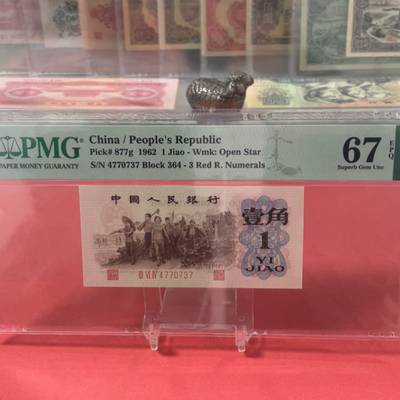 PMG
PAPER MONEY GUARANTY
China / People's Republic
Pick# 877g 1962 1 Jiao - Wmk: Open Star
S/N 4770737 Block 364 - 3 Red R. Numerals
67 EPQ
Superb Gem Unc
中國人民銀行
壹角
1
YI
JIAO
4770737